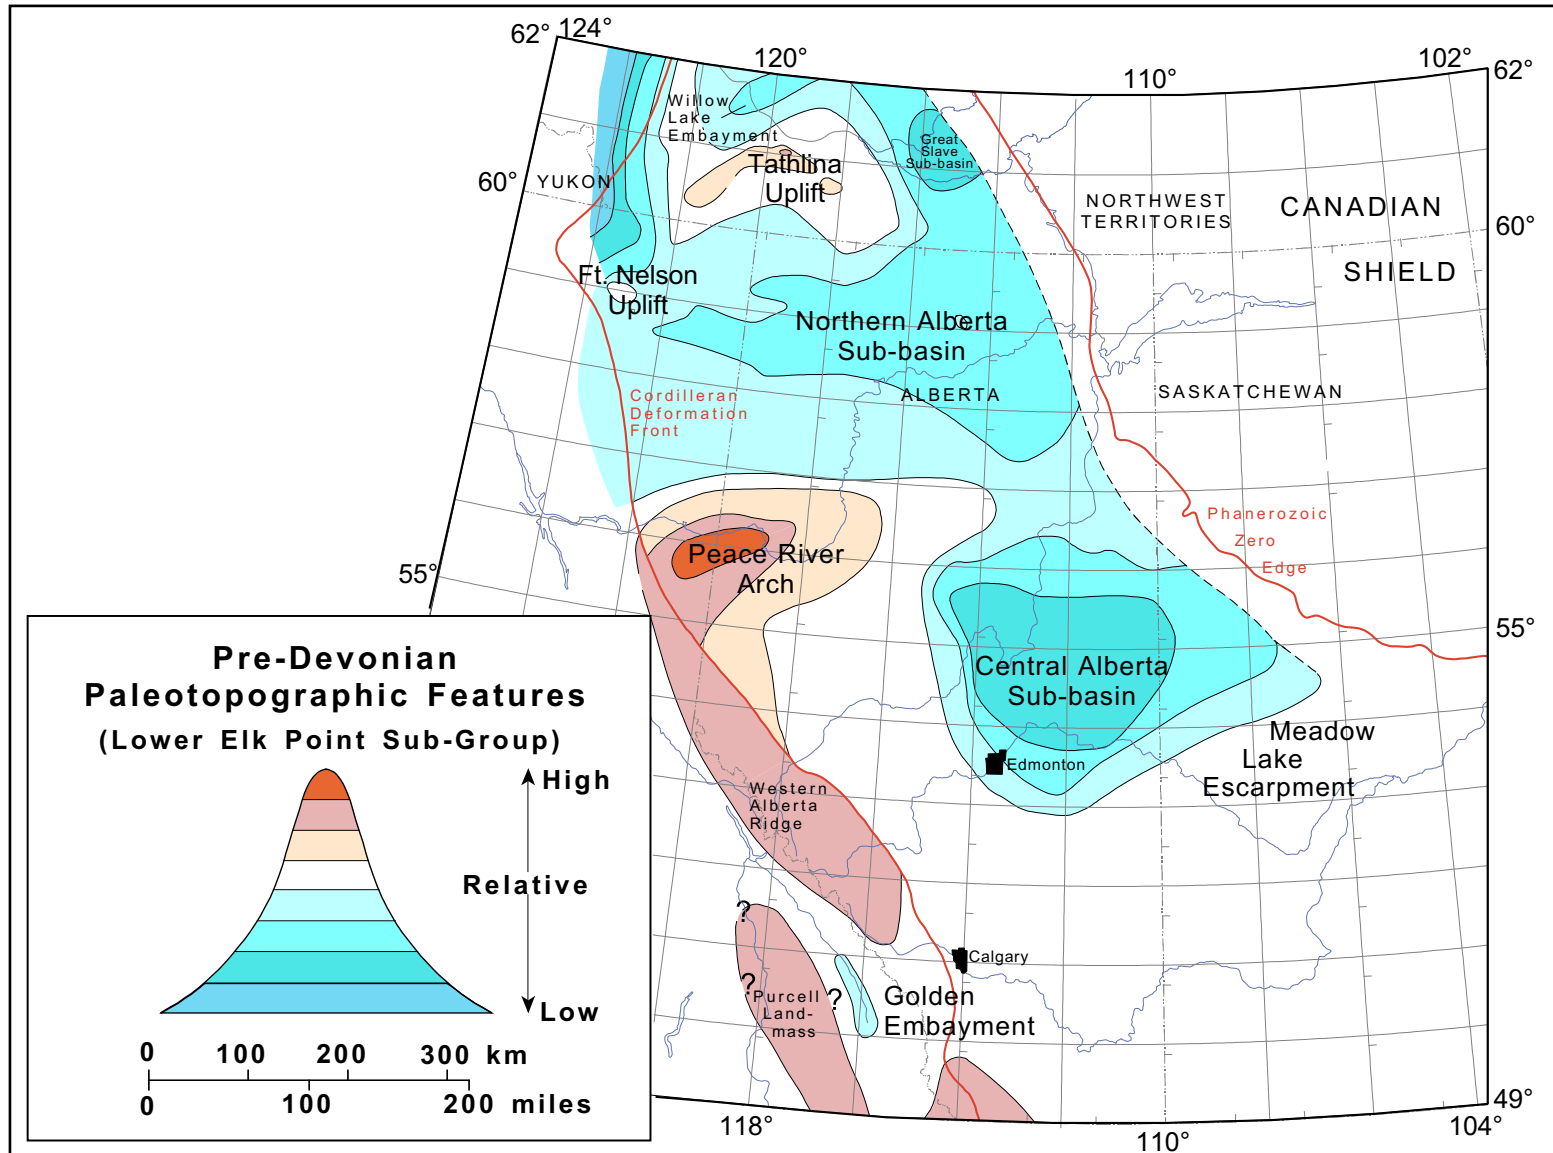 62° 124°
120°
110°
102°
62°
Willow
Lake
Embayment
Great
Slave
Sub-basin
Tathlina
Uplift
60°
YUKON
NORTHWEST
TERRITORIES
CANADIAN
60°
SHIELD
Ft. Nelson
Uplift
Northern Alberta
Sub-basin
ALBERTA
SASKATCHEWAN
Cordilleran
Deformation
Front
Phanerozoic
Zero
Edge
Peace River
Arch
55°
55°
Central Alberta
Sub-basin
Meadow
Lake
Escarpment
Edmonton
Western
Alberta
Ridge
?
Calgary
?
?
Purcell
Land-
mass
Golden
Embayment
49°
118°
110°
104°
Pre-Devonian
Paleotopographic Features
(Lower Elk Point Sub-Group)
High
Relative
Low
0 100 200 300 km
0 100 200 miles